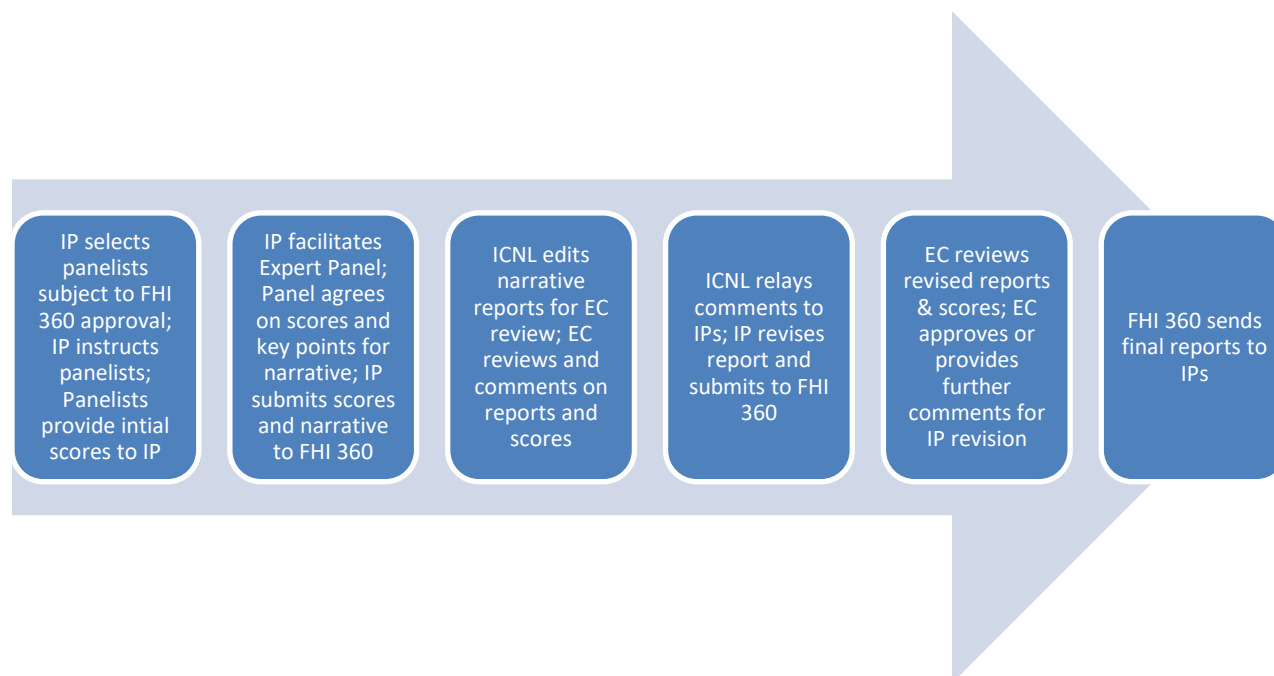 IP selects
panelists
subject to FHI
360 approval;
IP instructs
panelists;
Panelists
provide intial
scores to IP
IP facilitates
Expert Panel;
Panel agrees
on scores and
key points for
narrative; IP
submits scores
and narrative
to FHI 360
ICNL edits
narrative
reports for EC
review; EC
reviews and
comments on
reports and
scores
ICNL relays
comments to
IPs; IP revises
report and
submits to FHI
360
EC reviews
revised reports
& scores; EC
approves or
provides
further
comments for
IP revision
FHI 360 sends
final reports to
IPs